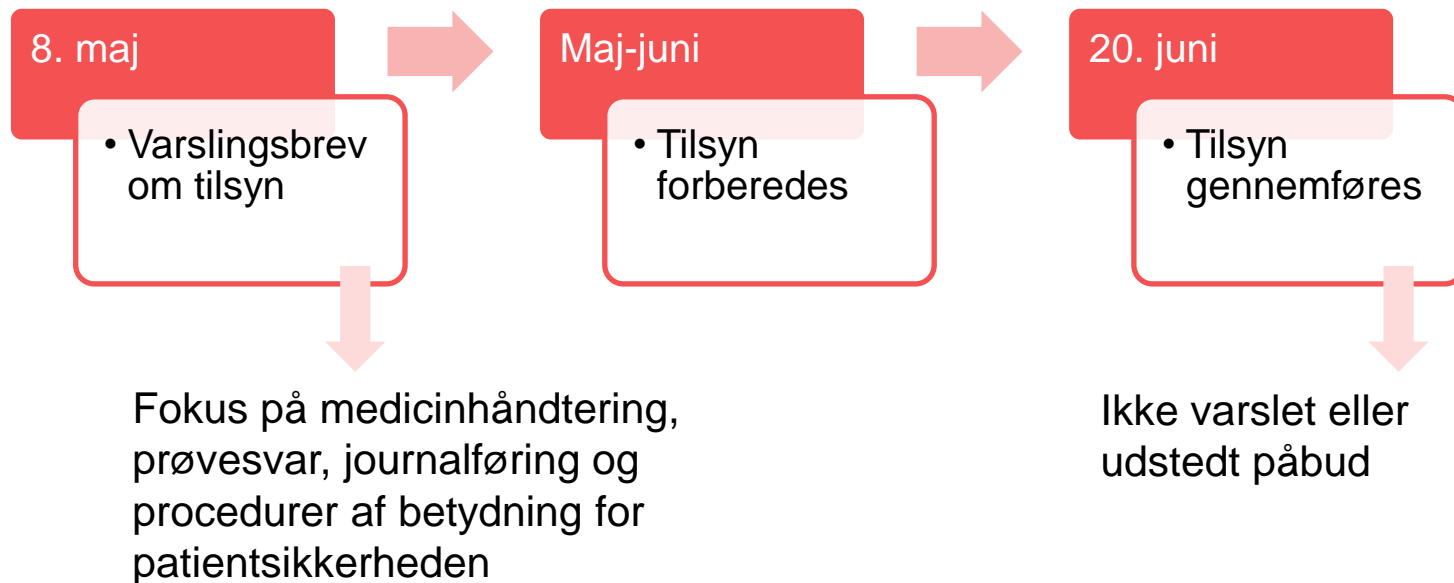 8. maj
• Varslingsbrev
om tilsyn
Fokus på medicinhåndtering,
prøvesvar, journalføring og
procedurer af betydning for
patientsikkerheden
Maj-juni
• Tilsyn
forberedes
20. juni
• Tilsyn
gennemføres
Ikke varslet eller
udstedt påbud